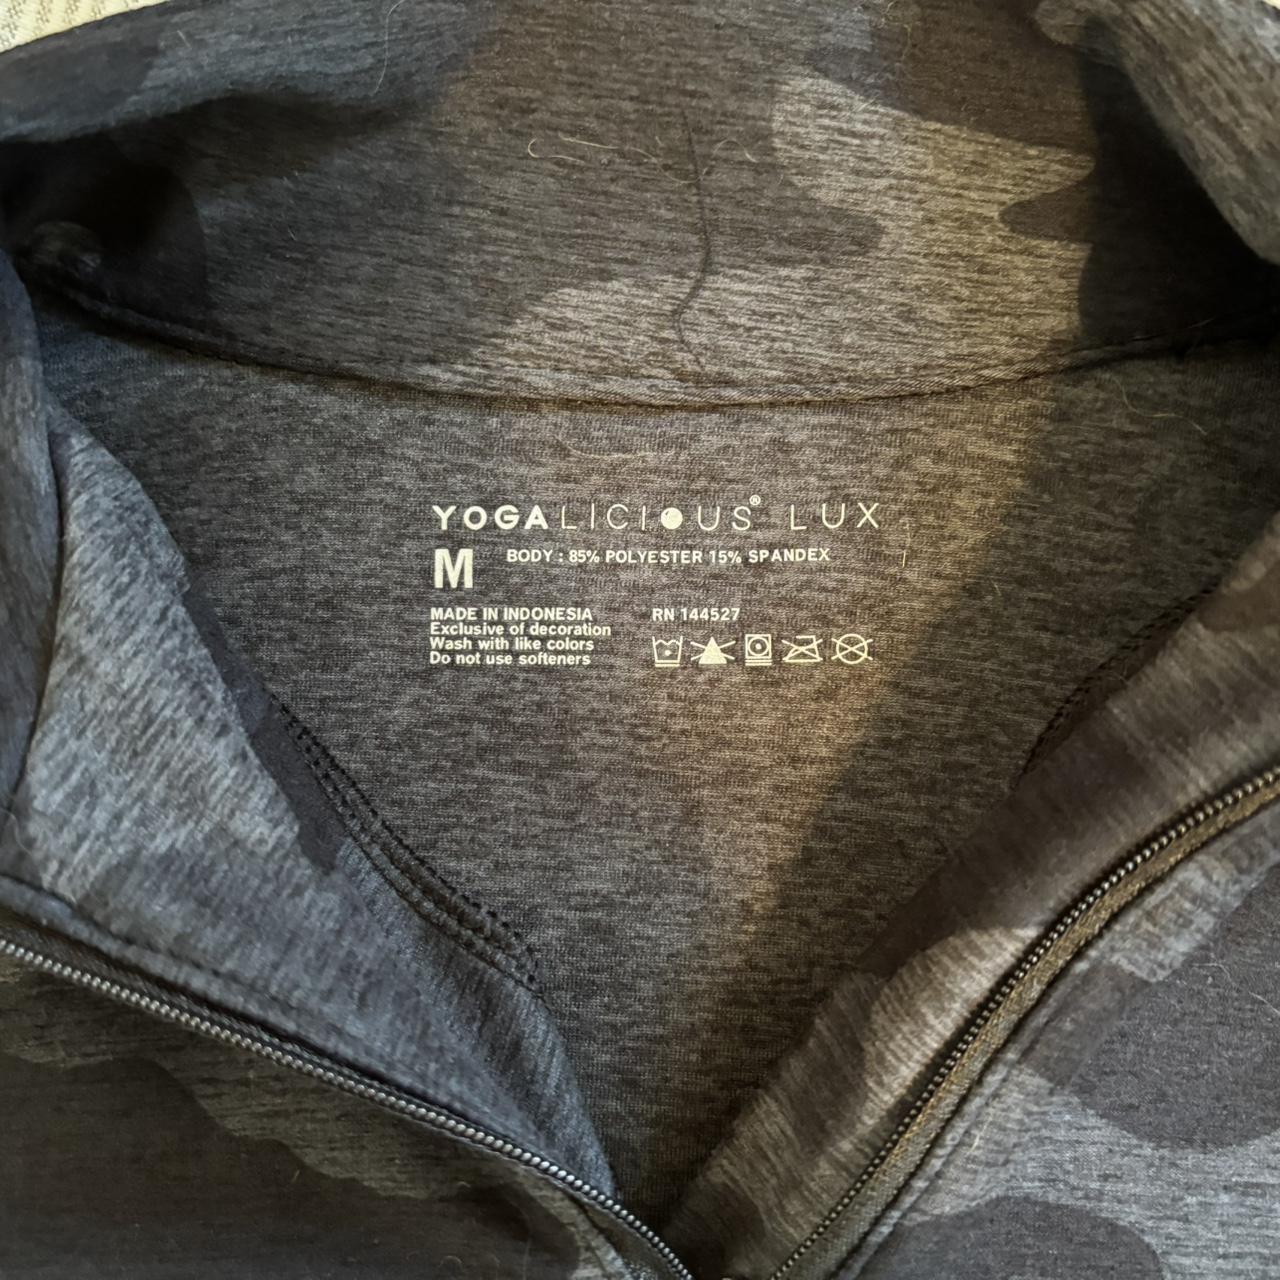 YOGALICIOUS® LUX
M
BODY : 85% POLYESTER 15% SPANDEX
MADE IN INDONESIA
Exclusive of decoration
Wash with like colors
Do not use softeners
RN 144527